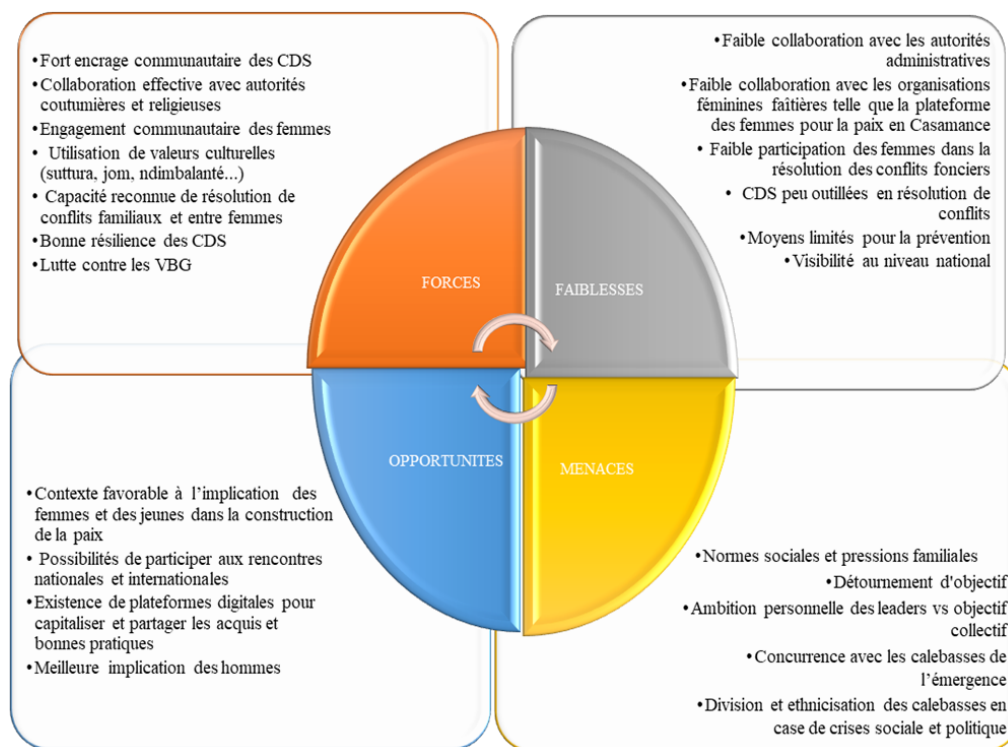 •Fort encrage communautaire des CDS
•Collaboration effective avec autorités
coutumières et religieuses
•Engagement communautaire des femmes
• Utilisation de valeurs culturelles
(suttura, jom, ndimbalanté...)
• Capacité reconnue de résolution de
conflits familiaux et entre femmes
•Bonne résilience des CDS
•Lutte contre les VBG
FORCES
•Faible collaboration avec les autorités
administratives
•Faible collaboration avec les organisations
féminines faîtières telle que la plateforme
des femmes pour la paix en Casamance
• Faible participation des femmes dans la
résolution des conflits fonciers
• CDS peu outillées en résolution de
conflits
•Moyens limités pour la prévention
•Visibilité au niveau national
FAIBLESSES
OPPORTUNITES
•Contexte favorable à l’implication des
femmes et des jeunes dans la construction
de la paix
• Possibilités de participer aux rencontres
nationales et internationales
•Existence de plateformes digitales pour
capitaliser et partager les acquis et
bonnes pratiques
•Meilleure implication des hommes
MENACES
•Normes sociales et pressions familiales
•Détournement d'objectif
•Ambition personnelle des leaders vs objectif
collectif
•Concurrence avec les calebasses de
l’émergence
•Division et ethnicisation des calebasses en
case de crises sociale et politique